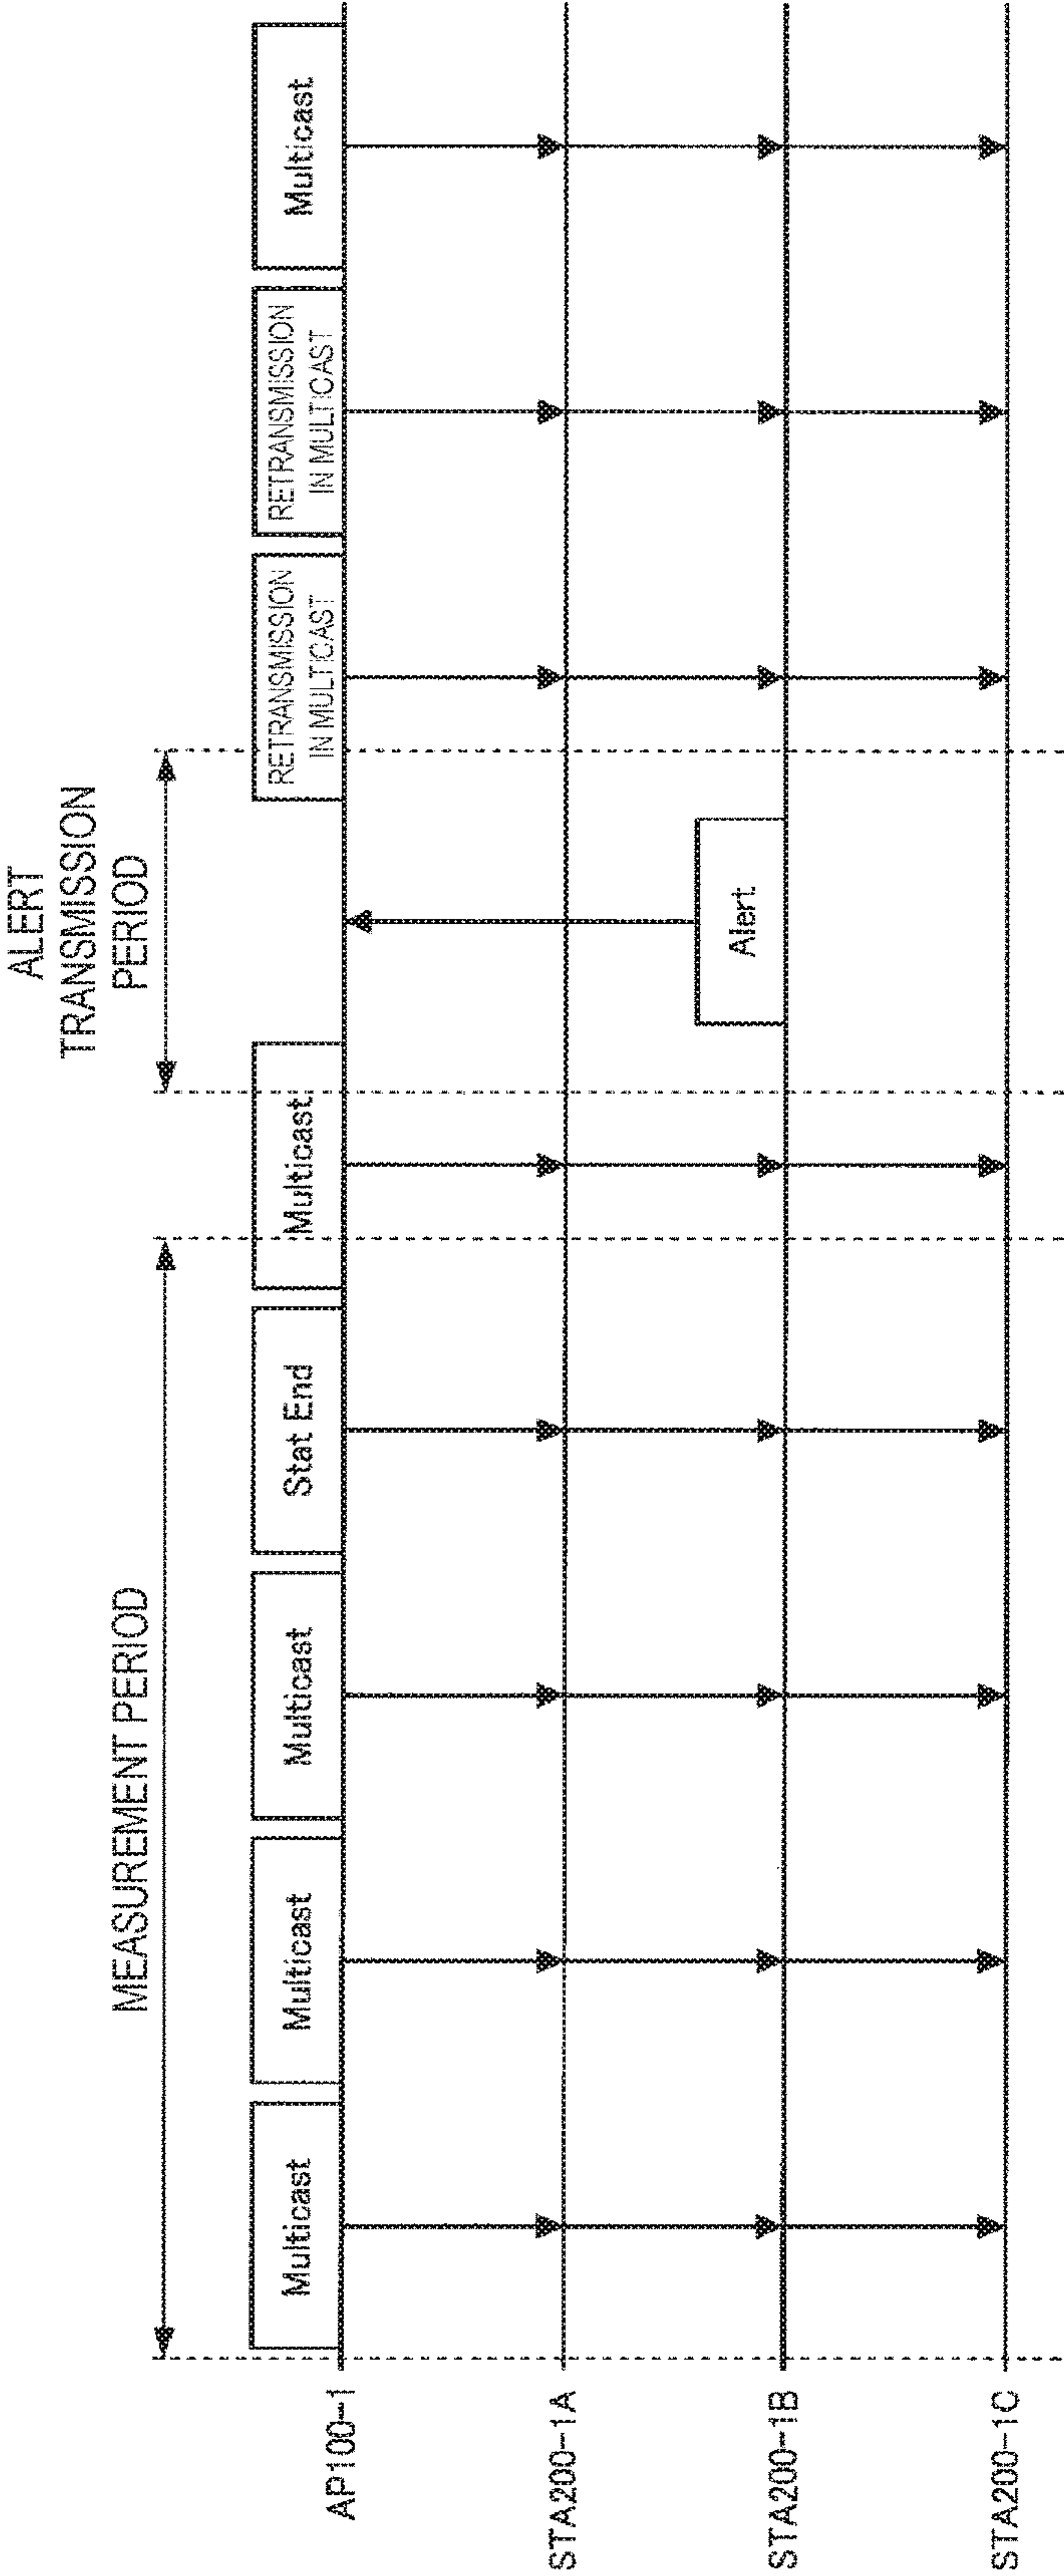 MEASUREMENT PERIOD
ALERT
TRANSMISSION
PERIOD
AP100-1
Multicast
Multicast
Multicast
Stat End
Multicast
RETRANSMISSION
IN MULTICAST
RETRANSMISSION
IN MULTICAST
Multicast
STA200-1A
STA200-1B
Alert
STA200-1C